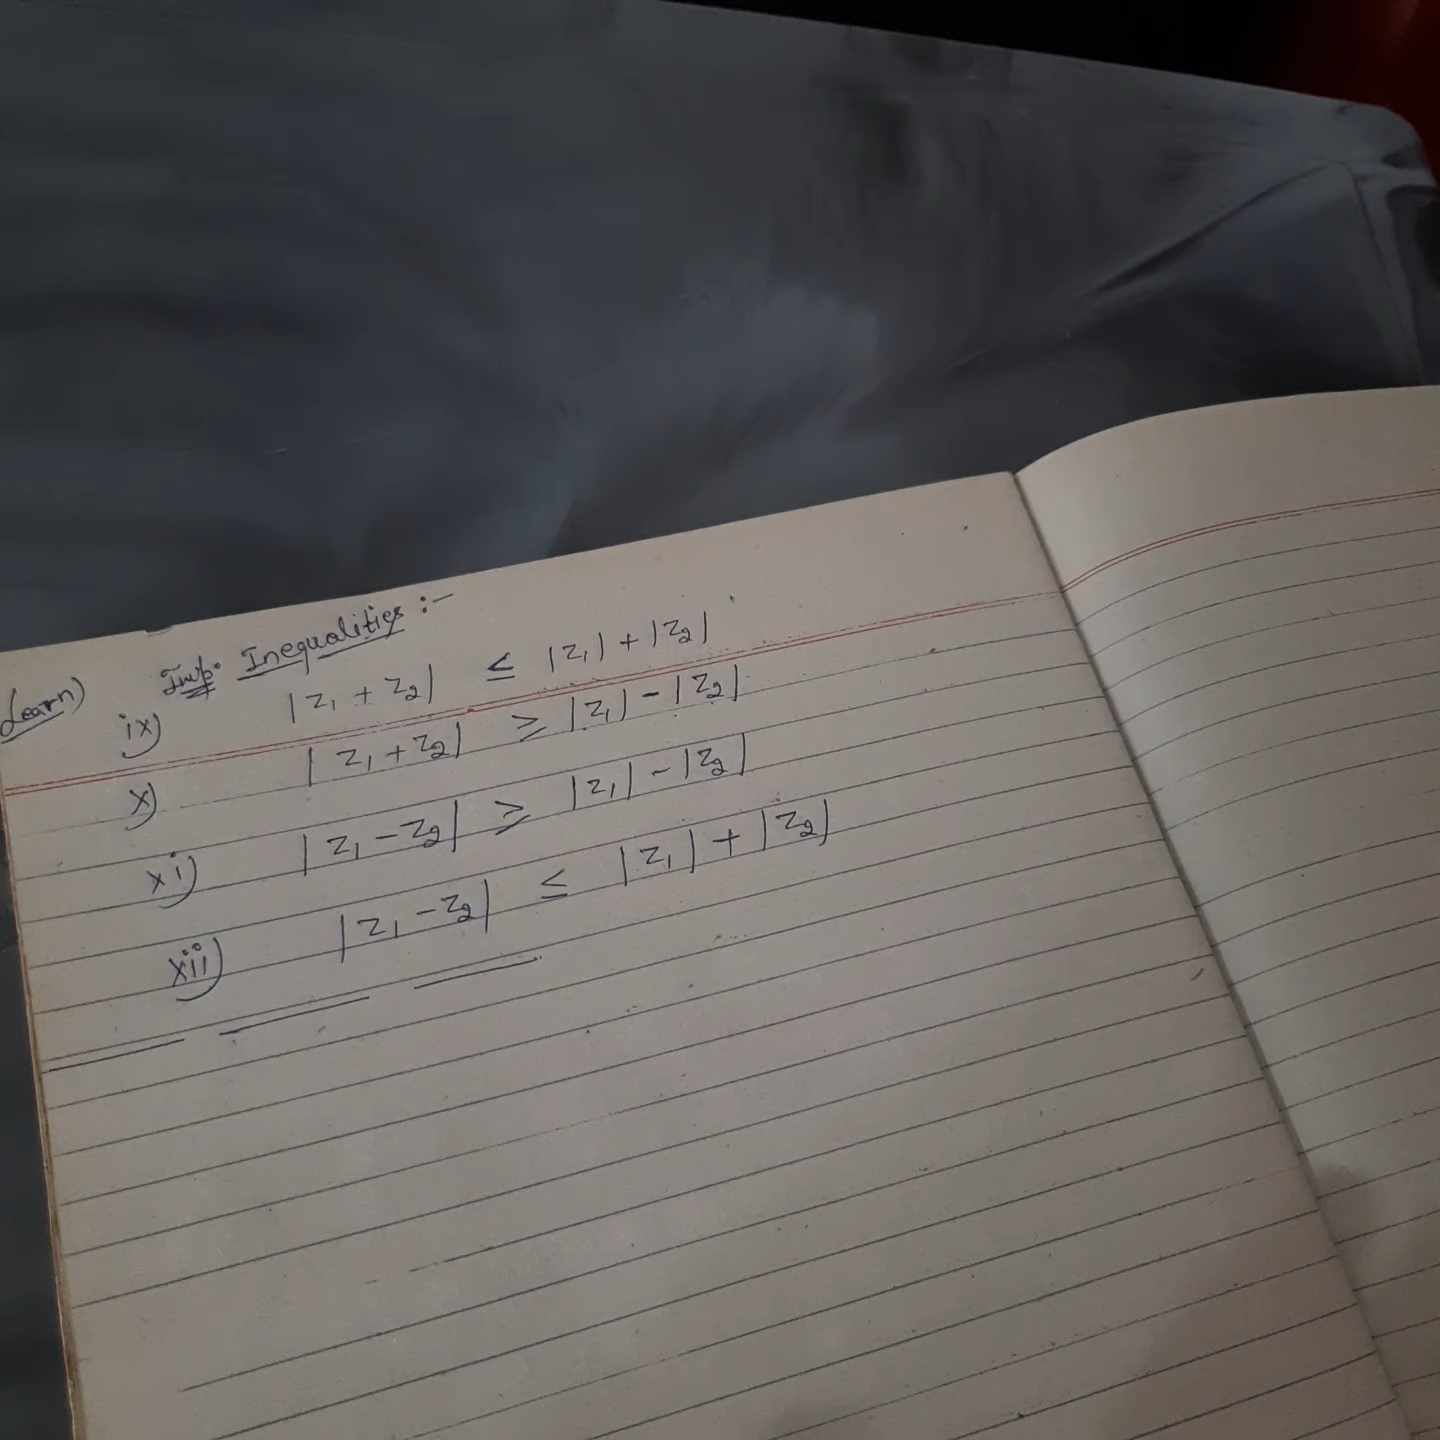 Learn) Imp. Inequalities :-
ix) |z₁ + z₂| ≤ |z₁| + |z₂|
x) |z₁ + z₂| ≥ |z₁| - |z₂|
xi) |z₁ - z₂| ≥ |z₁| - |z₂|
xii) |z₁ - z₂| ≤ |z₁| + |z₂|